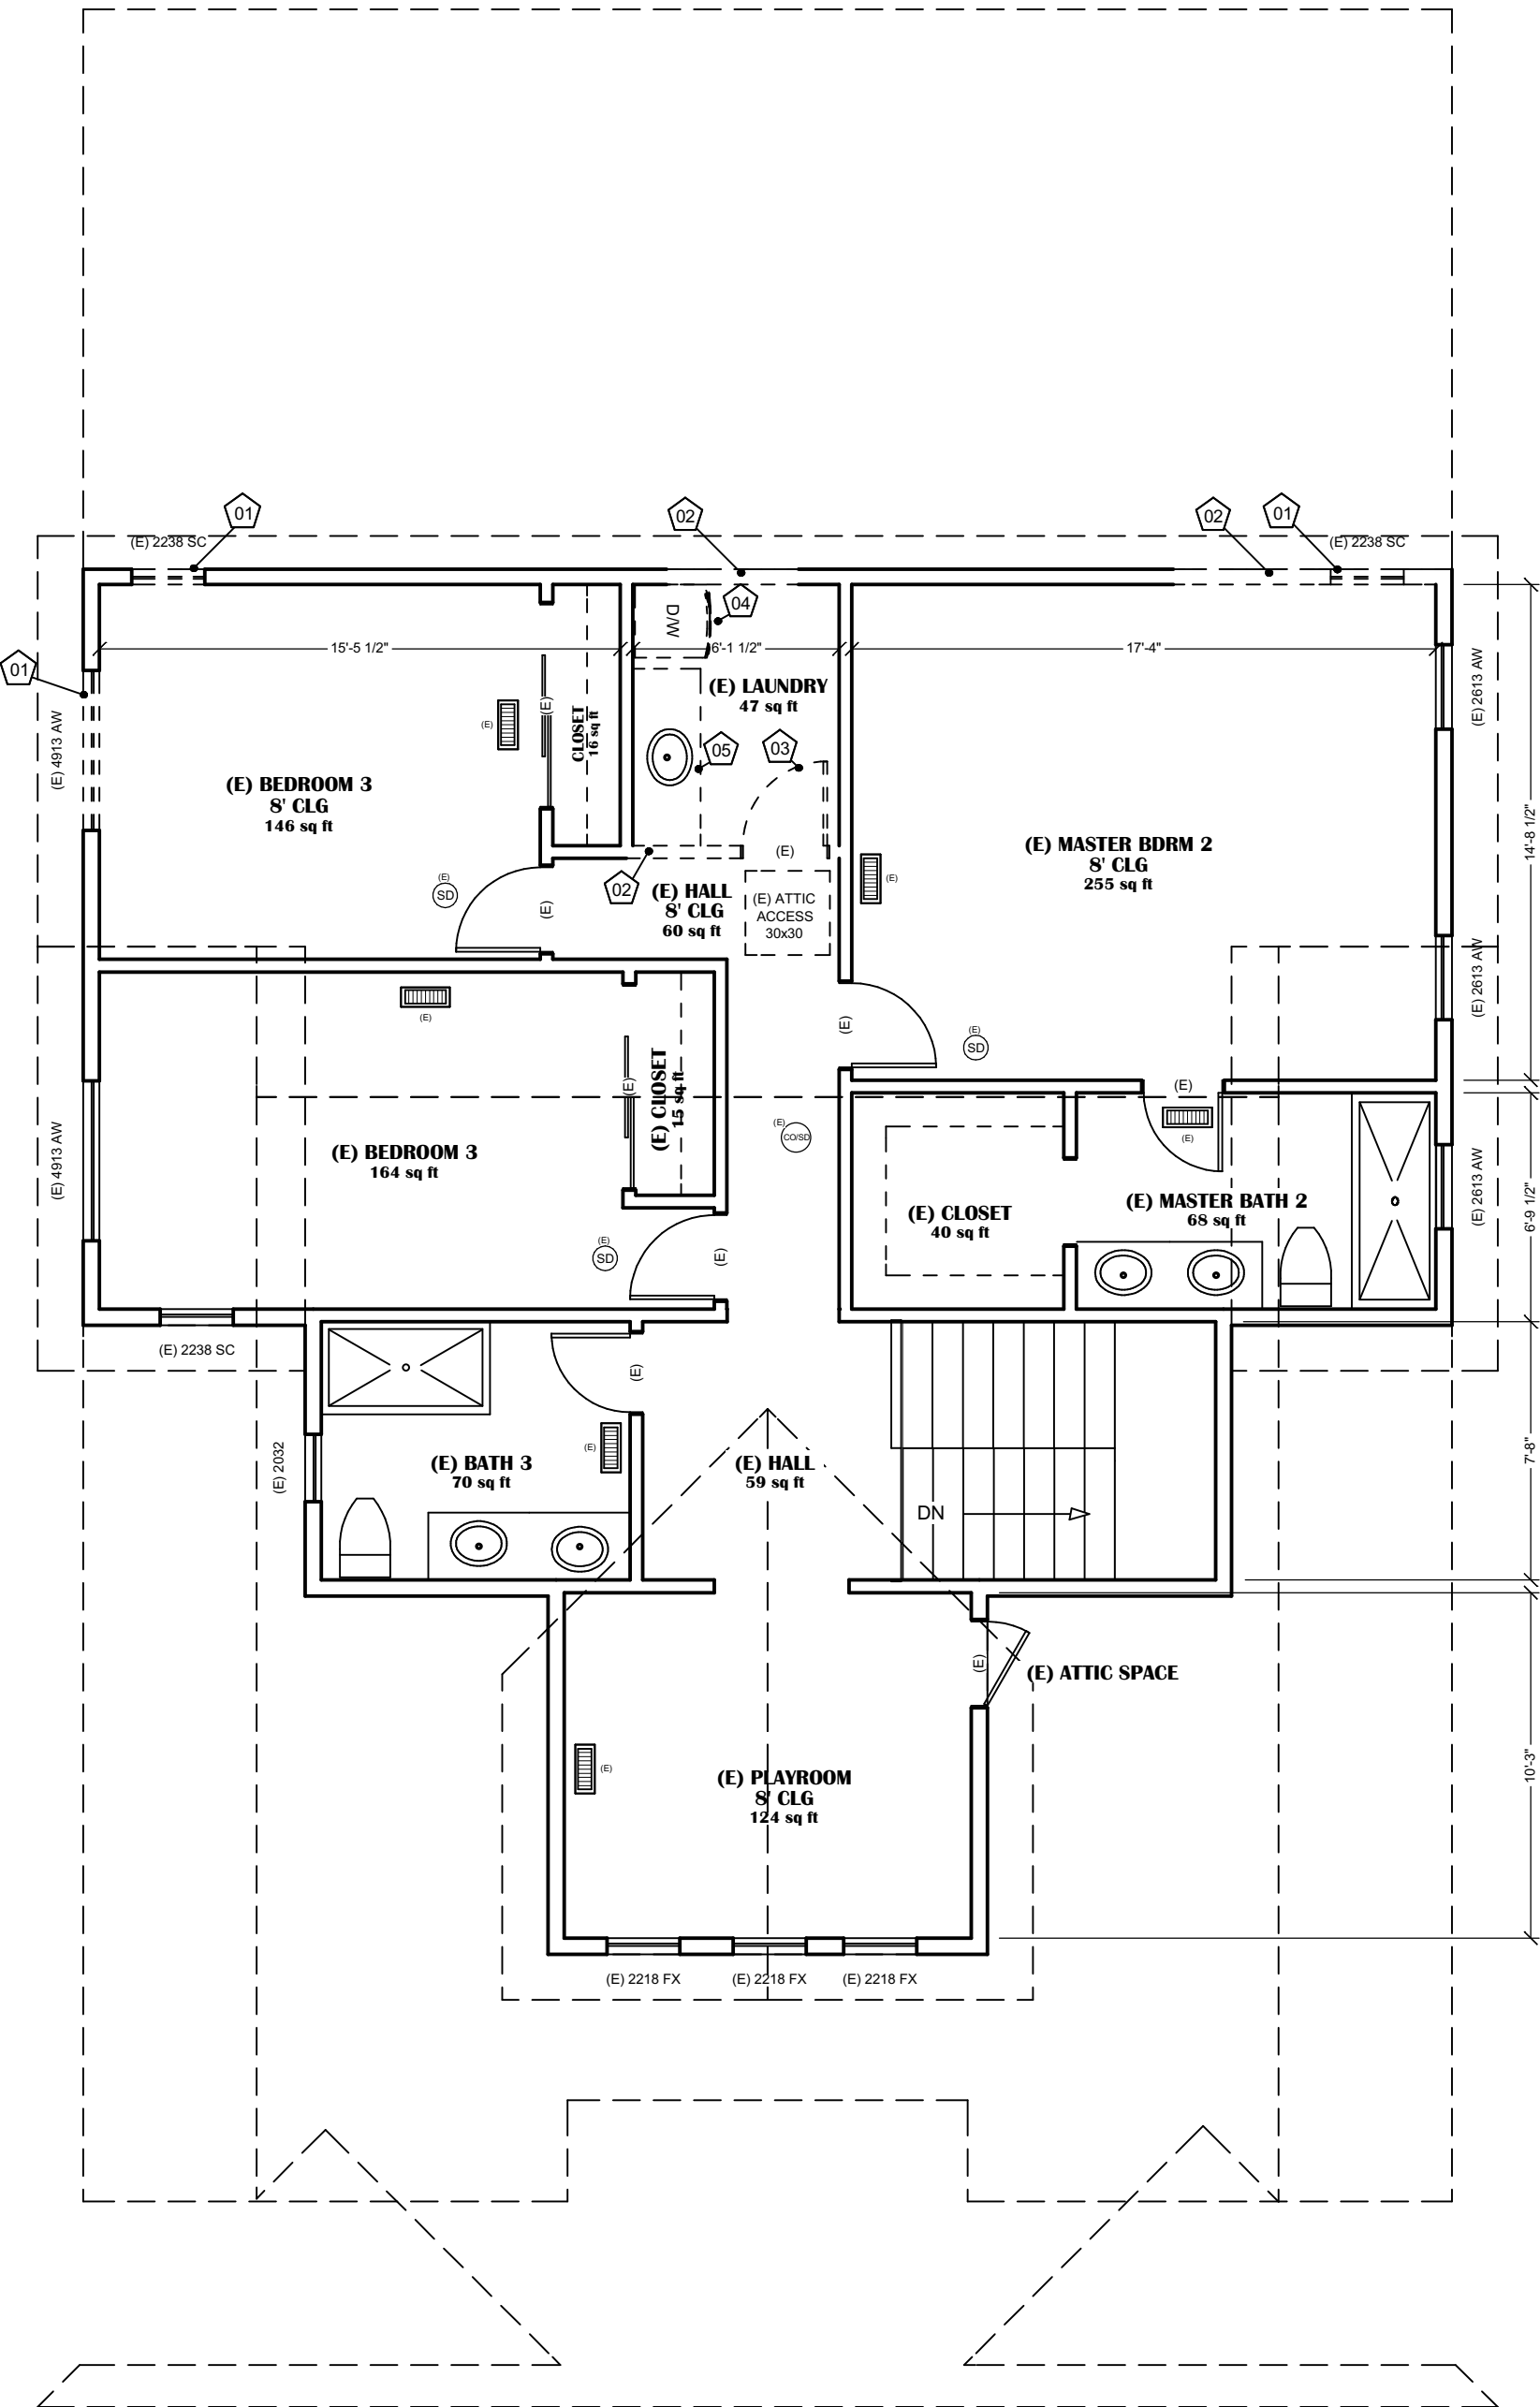 01
02
02
01
(E) 2238 SC
(E) 2238 SC
D/W
04
15'-5 1/2"
6'-1 1/2"
17'-4"
01
(E) 4913 AW
(E) 2613 AW
(E)
(E)
CLOSET
16 sq ft
(E) LAUNDRY
47 sq ft
05
03
(E) BEDROOM 3
8' CLG
146 sq ft
(E) MASTER BDRM 2
8' CLG
255 sq ft
14'-8 1/2"
(E)
(E)
SD
(E)
02
(E) HALL
8' CLG
60 sq ft
(E) ATTIC
ACCESS
30x30
(E)
(E) 2613 AW
(E)
(E)
(E)
SD
(E)
(E) CLOSET
15 sq ft
(E)
(E)
(E)
CO/SD
(E) 4913 AW
(E) BEDROOM 3
164 sq ft
(E) CLOSET
40 sq ft
(E) MASTER BATH 2
68 sq ft
(E) 2613 AW
6'-9 1/2"
(E)
SD
(E)
(E) 2238 SC
(E)
(E) 2032
(E) BATH 3
70 sq ft
(E)
(E) HALL
59 sq ft
DN
7'-8"
(E)
(E) ATTIC SPACE
(E) PLAYROOM
8' CLG
124 sq ft
(E)
10'-3"
(E) 2218 FX
(E) 2218 FX
(E) 2218 FX